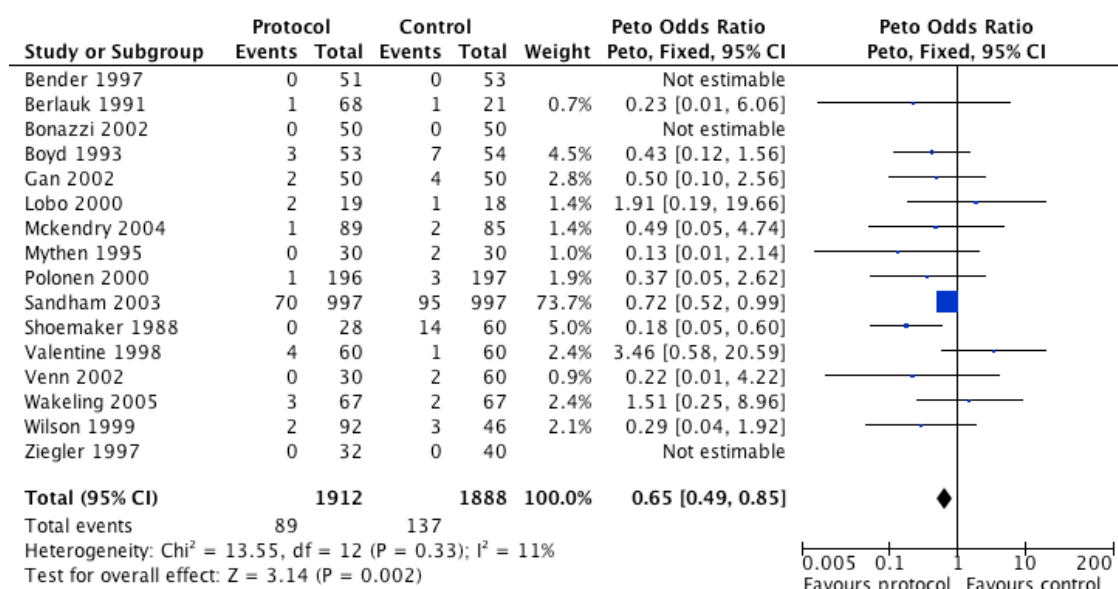 Protocol Control Peto Odds Ratio Peto Odds Ratio
Study or Subgroup Events Total Events Total Weight Peto, Fixed, 95% CI Peto, Fixed, 95% CI
Bender 1997 0 51 0 53 Not estimable
Berlauk 1991 1 68 1 21 0.7% 0.23 [0.01, 6.06]
Bonazzi 2002 0 50 0 50 Not estimable
Boyd 1993 3 53 7 54 4.5% 0.43 [0.12, 1.56]
Gan 2002 2 50 4 50 2.8% 0.50 [0.10, 2.56]
Lobo 2000 2 19 1 18 1.4% 1.91 [0.19, 19.66]
Mckendry 2004 1 89 2 85 1.4% 0.49 [0.05, 4.74]
Mythen 1995 0 30 2 30 1.0% 0.13 [0.01, 2.14]
Polonen 2000 1 196 3 197 1.9% 0.37 [0.05, 2.62]
Sandham 2003 70 997 95 997 73.7% 0.72 [0.52, 0.99]
Shoemaker 1988 0 28 14 60 5.0% 0.18 [0.05, 0.60]
Valentine 1998 4 60 1 60 2.4% 3.46 [0.58, 20.59]
Venn 2002 0 30 2 60 0.9% 0.22 [0.01, 4.22]
Wakeling 2005 3 67 2 67 2.4% 1.51 [0.25, 8.96]
Wilson 1999 2 92 3 46 2.1% 0.29 [0.04, 1.92]
Ziegler 1997 0 32 0 40 Not estimable
Total (95% CI) 1912 1888 100.0% 0.65 [0.49, 0.85]
Total events 89 137
Heterogeneity: Chi² = 13.55, df = 12 (P = 0.33); I² = 11%
Test for overall effect: Z = 3.14 (P = 0.002)
0.005 0.1 1 10 200
Favours protocol Favours control